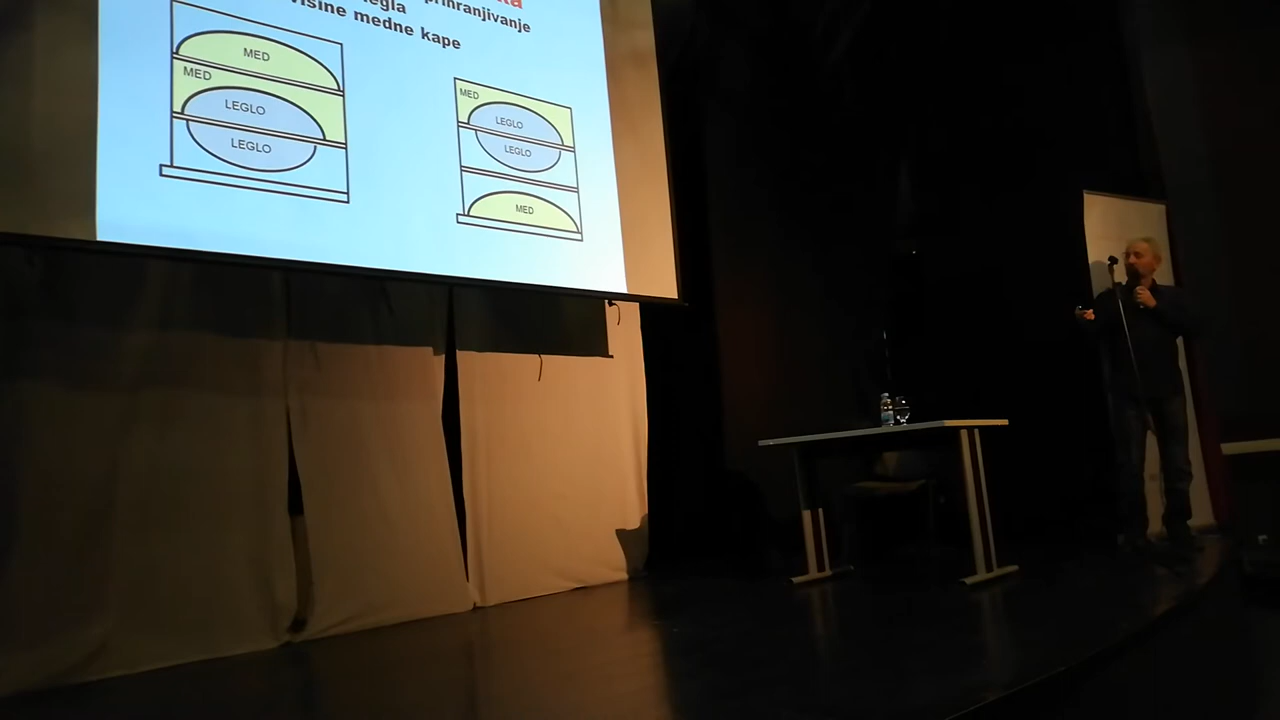 prihranjivanje
legla
visine medne kape
MED
MED
LEGLO
LEGLO
MED
LEGLO
LEGLO
MED